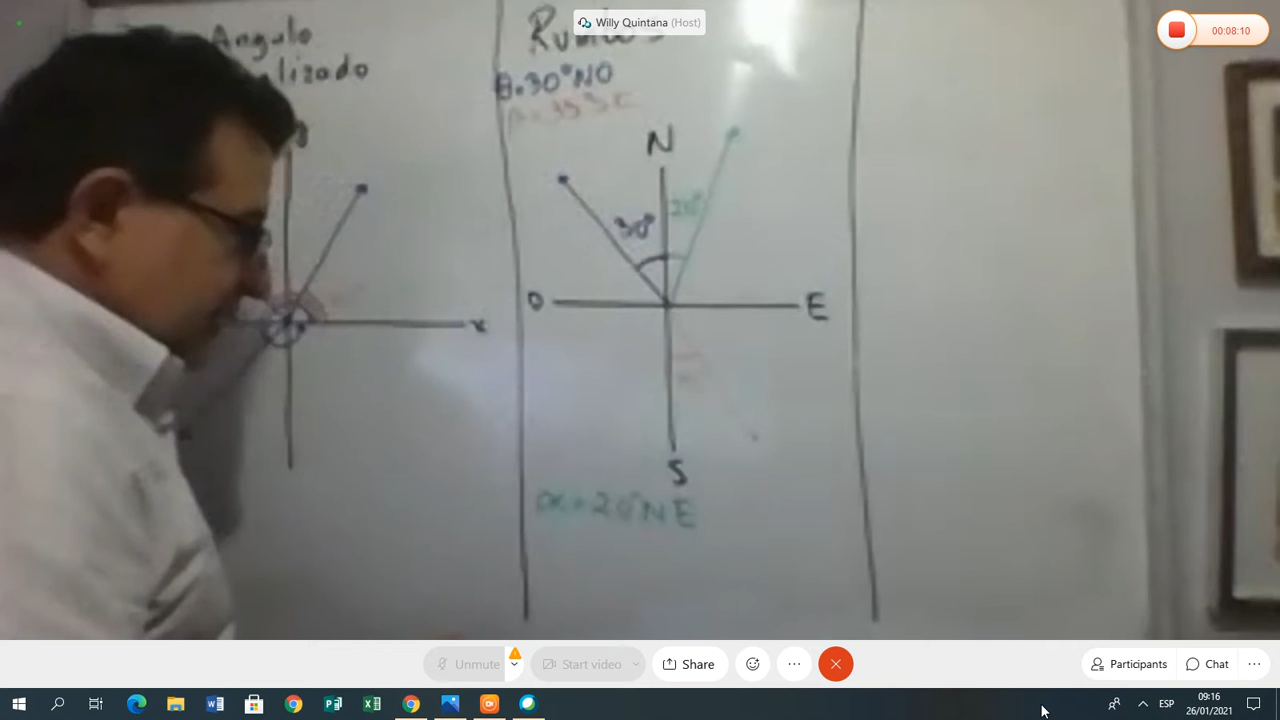 Willy Quintana (Host)
00:08:10
Angulo
θ=30°NO
N
30°
20°
O
E
x
S
α=20°NE
Unmute
Start video
Share
Participants
Chat
ESP
09:16
26/01/2021